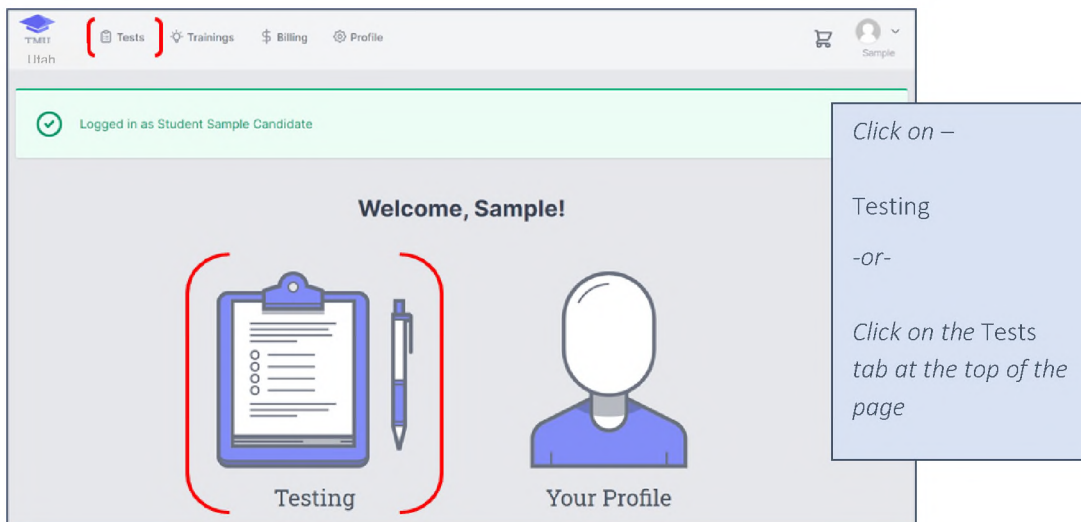 TMU
Utah
Tests
Trainings
$ Billing
Profile
Sample
Logged in as Student Sample Candidate
Welcome, Sample!
Testing
Your Profile
Click on –
Testing
-or-
Click on the Tests
tab at the top of the
page